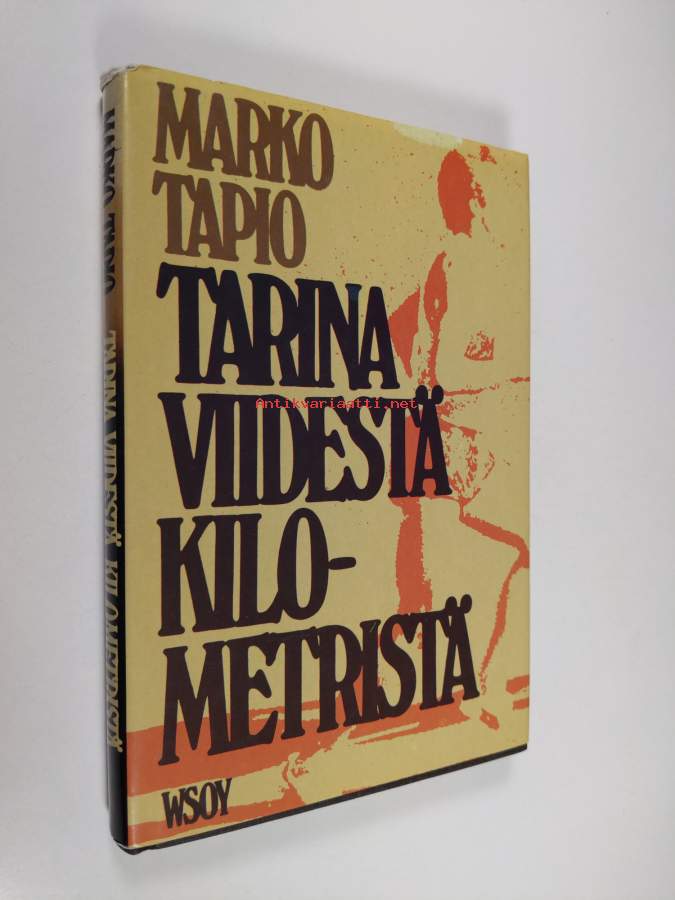 MARKO
TAPIO
TARINA
VIIDESTÄ
KILO-
METRISTÄ
WSOY
MARKO TAPIO TARINA VIIDESTÄ KILOMETRISTÄ
Antikvariaatti.net